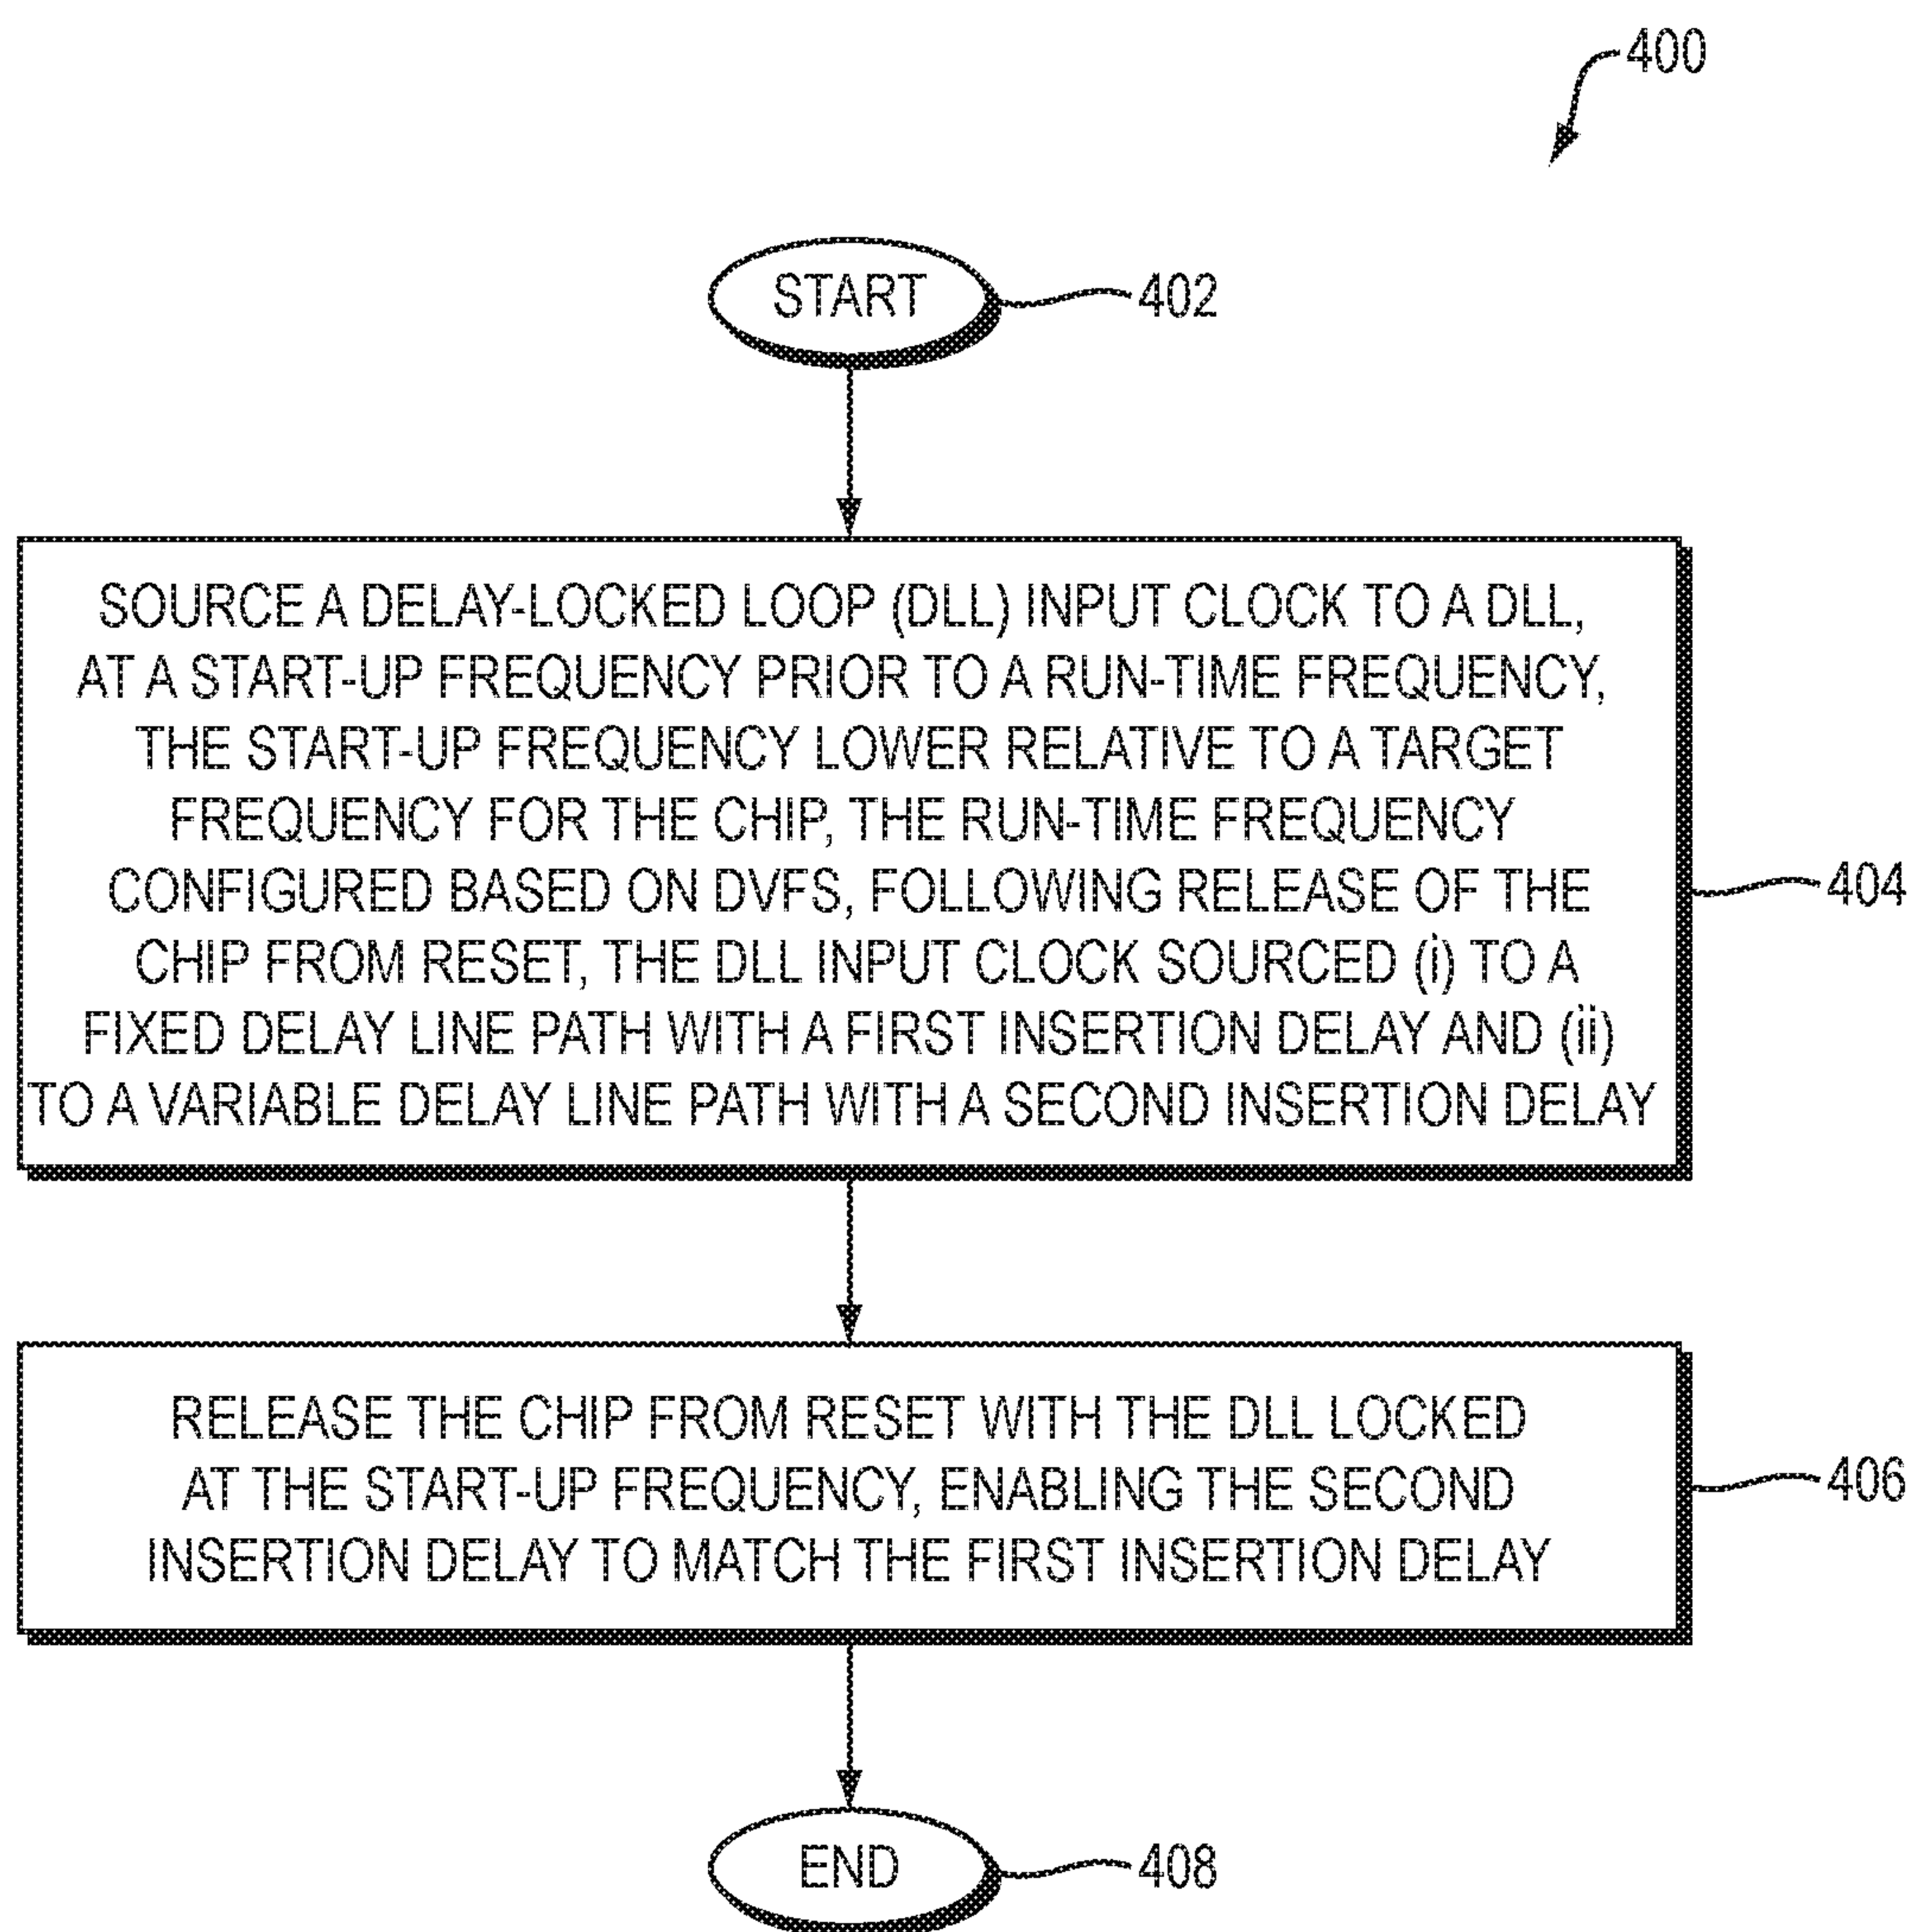 400
START
402
SOURCE A DELAY-LOCKED LOOP (DLL) INPUT CLOCK TO A DLL,
AT A START-UP FREQUENCY PRIOR TO A RUN-TIME FREQUENCY,
THE START-UP FREQUENCY LOWER RELATIVE TO A TARGET
FREQUENCY FOR THE CHIP, THE RUN-TIME FREQUENCY
CONFIGURED BASED ON DVFS, FOLLOWING RELEASE OF THE
CHIP FROM RESET, THE DLL INPUT CLOCK SOURCED (i) TO A
FIXED DELAY LINE PATH WITH A FIRST INSERTION DELAY AND (ii)
TO A VARIABLE DELAY LINE PATH WITH A SECOND INSERTION DELAY
404
RELEASE THE CHIP FROM RESET WITH THE DLL LOCKED
AT THE START-UP FREQUENCY, ENABLING THE SECOND
INSERTION DELAY TO MATCH THE FIRST INSERTION DELAY
406
END
408